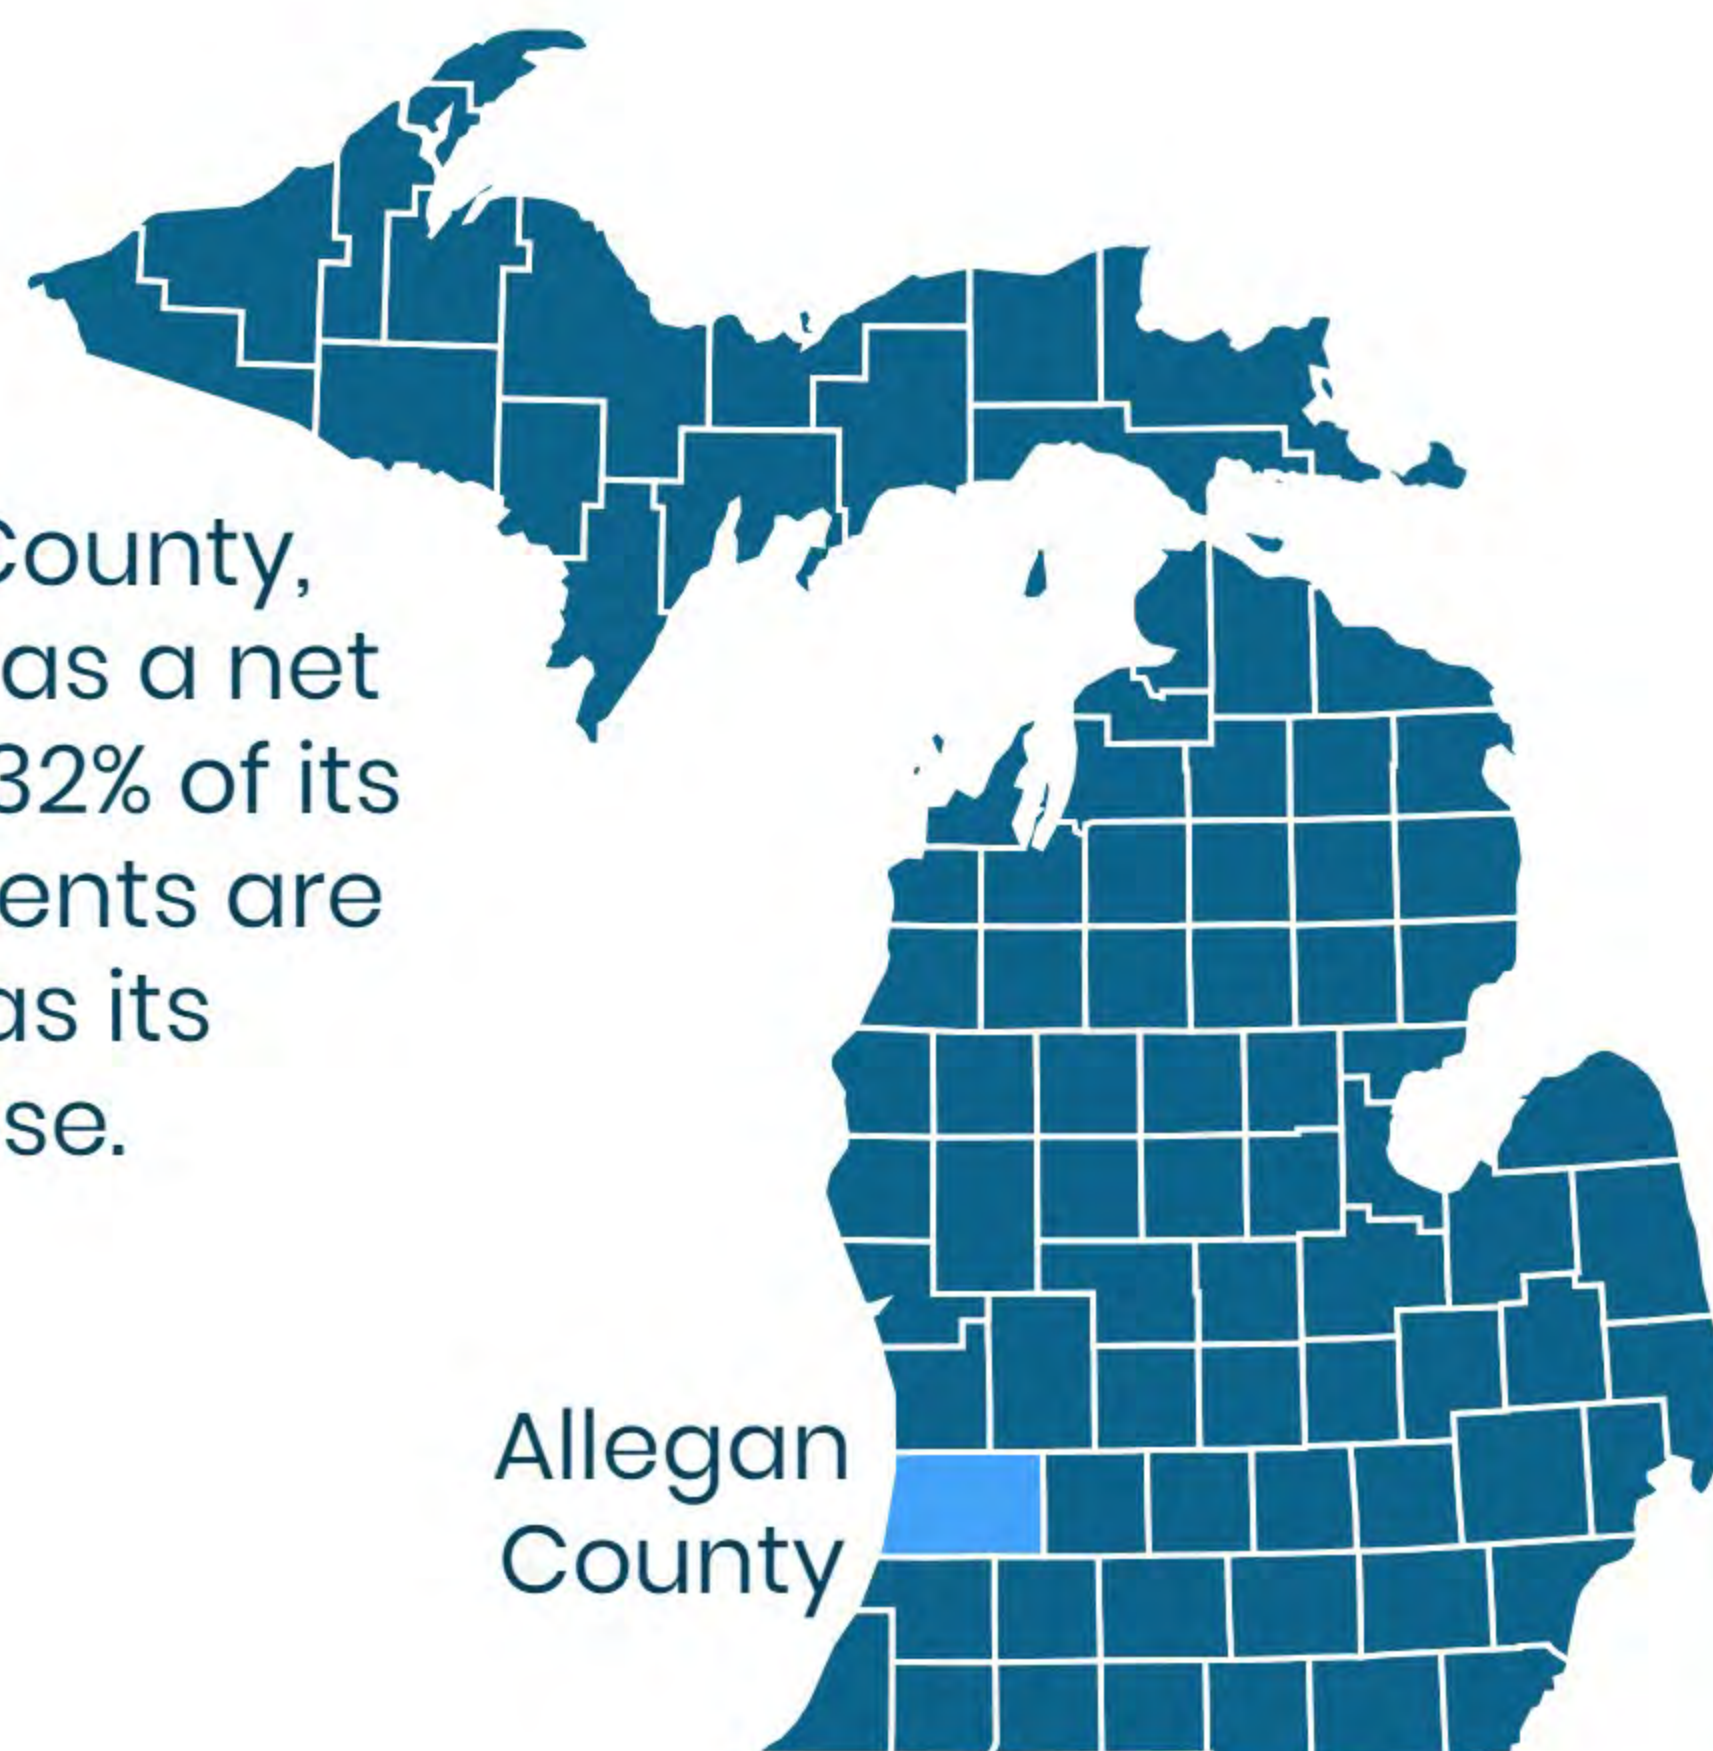 County,
as a net
32% of its
ents are
as its
se.
Allegan
County